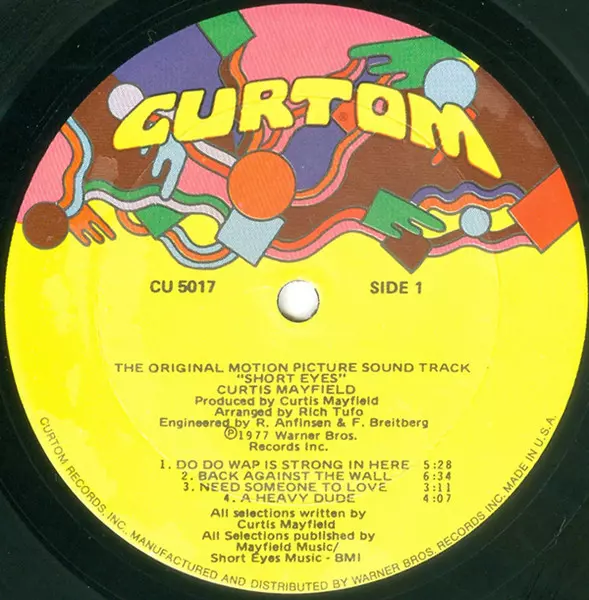 CURTOM
CU 5017
SIDE 1
THE ORIGINAL MOTION PICTURE SOUND TRACK
"SHORT EYES"
CURTIS MAYFIELD
Produced by Curtis Mayfield
Arranged by Rich Tufo
Engineered by R. Anfinsen & F. Breitberg
Ⓟ1977 Warner Bros.
Records Inc.
1. DO DO WAP IS STRONG IN HERE 5:28
2. BACK AGAINST THE WALL 6:34
3. NEED SOMEONE TO LOVE 3:11
4. A HEAVY DUDE 4:07
All selections written by
Curtis Mayfield
All Selections published by
Mayfield Music/
Short Eyes Music - BMI
CURTOM RECORDS, INC., MANUFACTURED AND DISTRIBUTED BY WARNER BROS. RECORDS INC. MADE IN U.S.A.